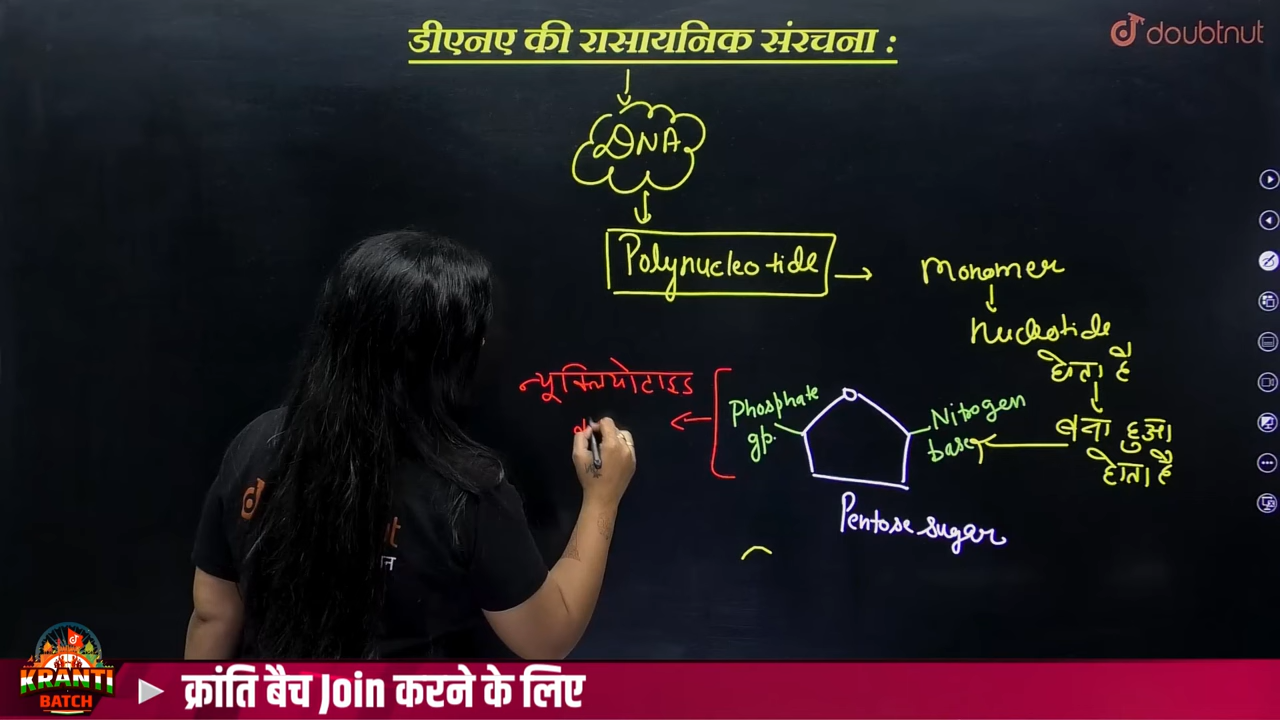 डीएनए की रासायनिक संरचना :
doubtnut
DNA
Polynucleotide
Monomer
Nucleotide
होता है
बना हुआ
होता है
न्यूक्लियोटाइड
Phosphate
gp.
Nitrogen
base
Pentose sugar
KRANTI
BATCH
क्रांति बैच Join करने के लिए